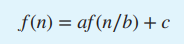 f(n) = af(n/b) + c